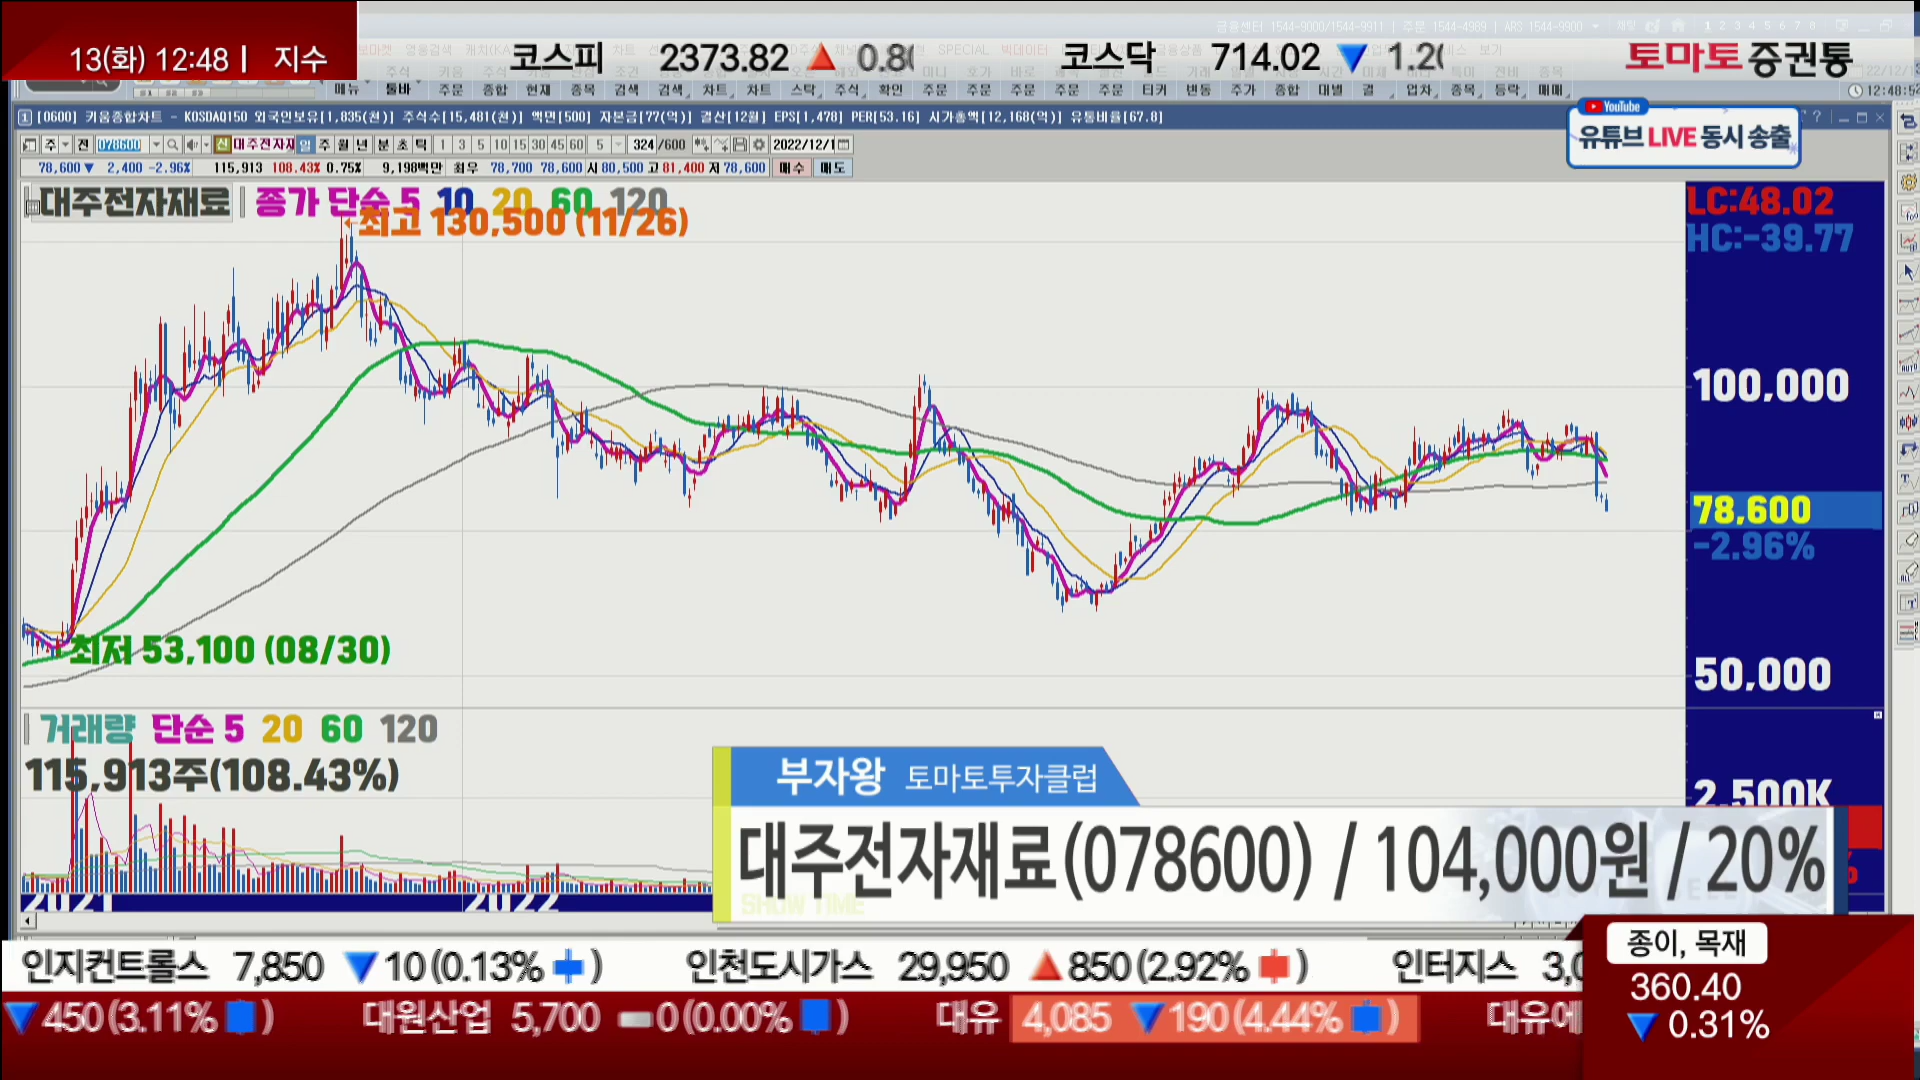 13(화) 12:48 | 지수
코스피 2373.82 ▲ 0.8
코스닥 714.02 ▼ 1.2
토마토증권통
YouTube
유튜브 LIVE 동시 송출
[0600] 키움종합차트 - KOSDAQ150 외국인보유[1,835(천)] 주식수[15,481(천)] 액면[500] 자본금[77(억)] 결산[12월] EPS[1,478] PER[53.16] 시가총액[12,168(억)] 유통비율[67.8]
주 전 078600 신 대주전자재 일 주 월 년 분 초 틱 1 3 5 10 15 30 45 60 5 324 /600 2022/12/1
78,600 ▼ 2,400 -2.96% 115,913 108.43% 0.75% 9,198백만 최우 78,700 78,600 시 80,500 고 81,400 저 78,600 매수 매도
대주전자재료 종가 단순 5 10 20 60 120
최고 130,500 (11/26)
LC:48.02
HC:-39.77
100,000
78,600
-2.96%
최저 53,100 (08/30)
50,000
거래량 단순 5 20 60 120
115,913주(108.43%)
2,500K
2021 2022
부자왕 토마토투자클럽
대주전자재료(078600) / 104,000원 / 20%
SHOW TIME
인지컨트롤스 7,850 ▼ 10(0.13% ) 인천도시가스 29,950 ▲ 850(2.92% ) 인터지스 3,0
▼ 450(3.11% ) 대원산업 5,700 0(0.00% ) 대유 4,085 ▼ 190(4.44% ) 대유에
종이, 목재
360.40
▼ 0.31%